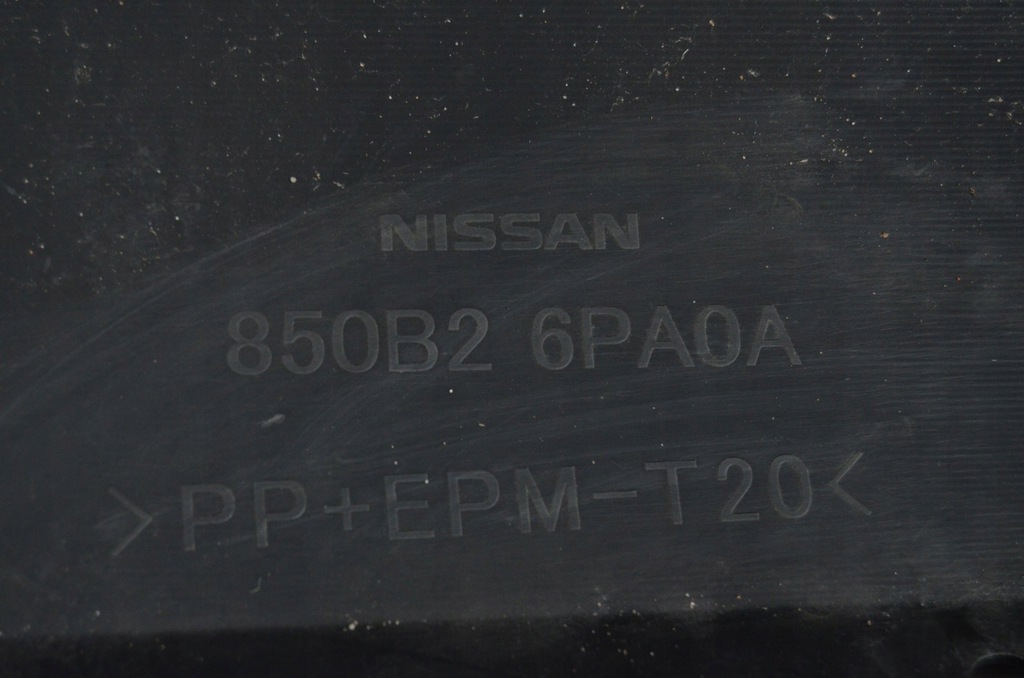 NISSAN
850B2 6PA0A
>PP+EPM-T20<